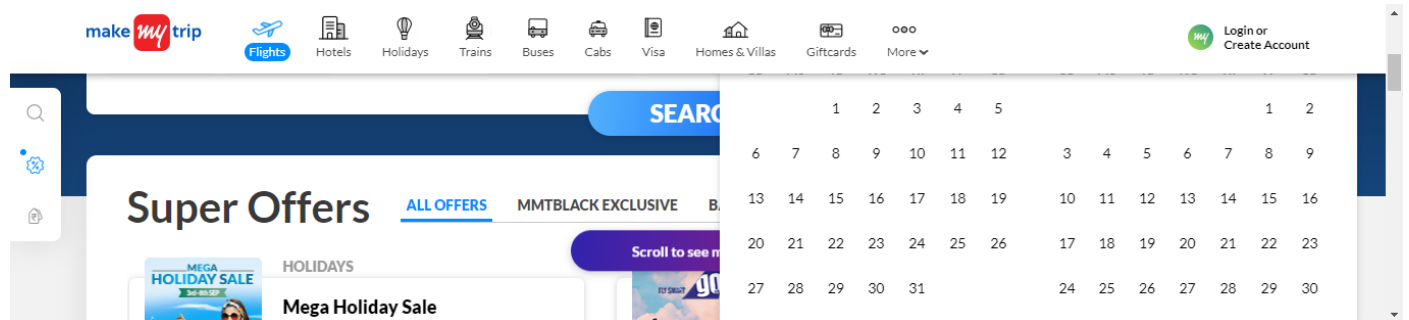 make my trip
Flights
Hotels
Holidays
Trains
Buses
Cabs
Visa
Homes & Villas
Giftcards
More
my
Login or
Create Account
SEARC
Super Offers
ALL OFFERS
MMTBLACK EXCLUSIVE
Scroll to see m
MEGA
HOLIDAY SALE
HOLIDAYS
Mega Holiday Sale
1 2 3 4 5
6 7 8 9 10 11 12
13 14 15 16 17 18 19
20 21 22 23 24 25 26
27 28 29 30 31
1 2
3 4 5 6 7 8 9
10 11 12 13 14 15 16
17 18 19 20 21 22 23
24 25 26 27 28 29 30